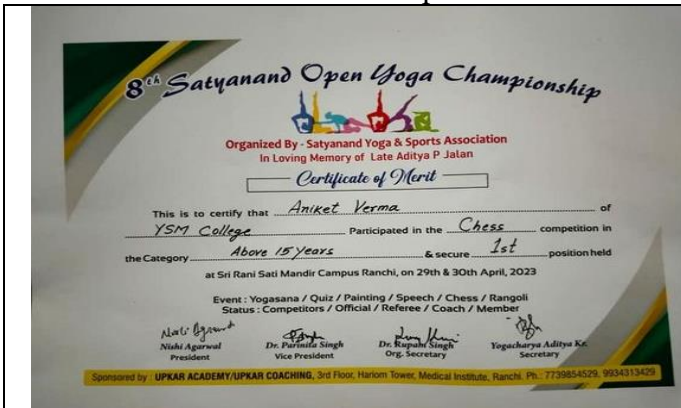 8th Satyanand Open Yoga Championship
Organized By - Satyanand Yoga & Sports Association
In Loving Memory of Late Aditya P Jalan
Certificate of Merit
This is to certify that Aniket Verma of
YSM College Participated in the Chess competition in
the Category Above 15 Years & secure 1st position held
at Sri Rani Sati Mandir Campus Ranchi, on 29th & 30th April, 2023
Event : Yogasana / Quiz / Painting / Speech / Chess / Rangoli
Status : Competitors / Official / Referee / Coach / Member
Nishi Agarwal Dr. Parinita Singh Dr. Rupam Singh Yogacharya Aditya Kr.
President Vice President Org. Secretary Secretary
Sponsored by : UPKAR ACADEMY/UPKAR COACHING, 3rd Floor, Hariom Tower, Medical Institute, Ranchi. Ph.: 7739854529, 9934313429